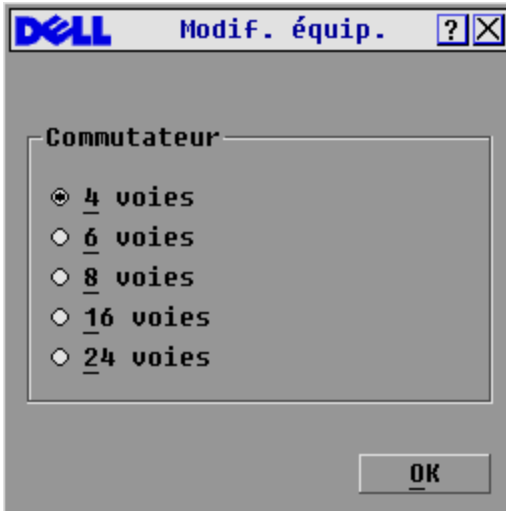 DELL Modif. équip. ? X
Commutateur
4 voies
6 voies
8 voies
16 voies
24 voies
OK